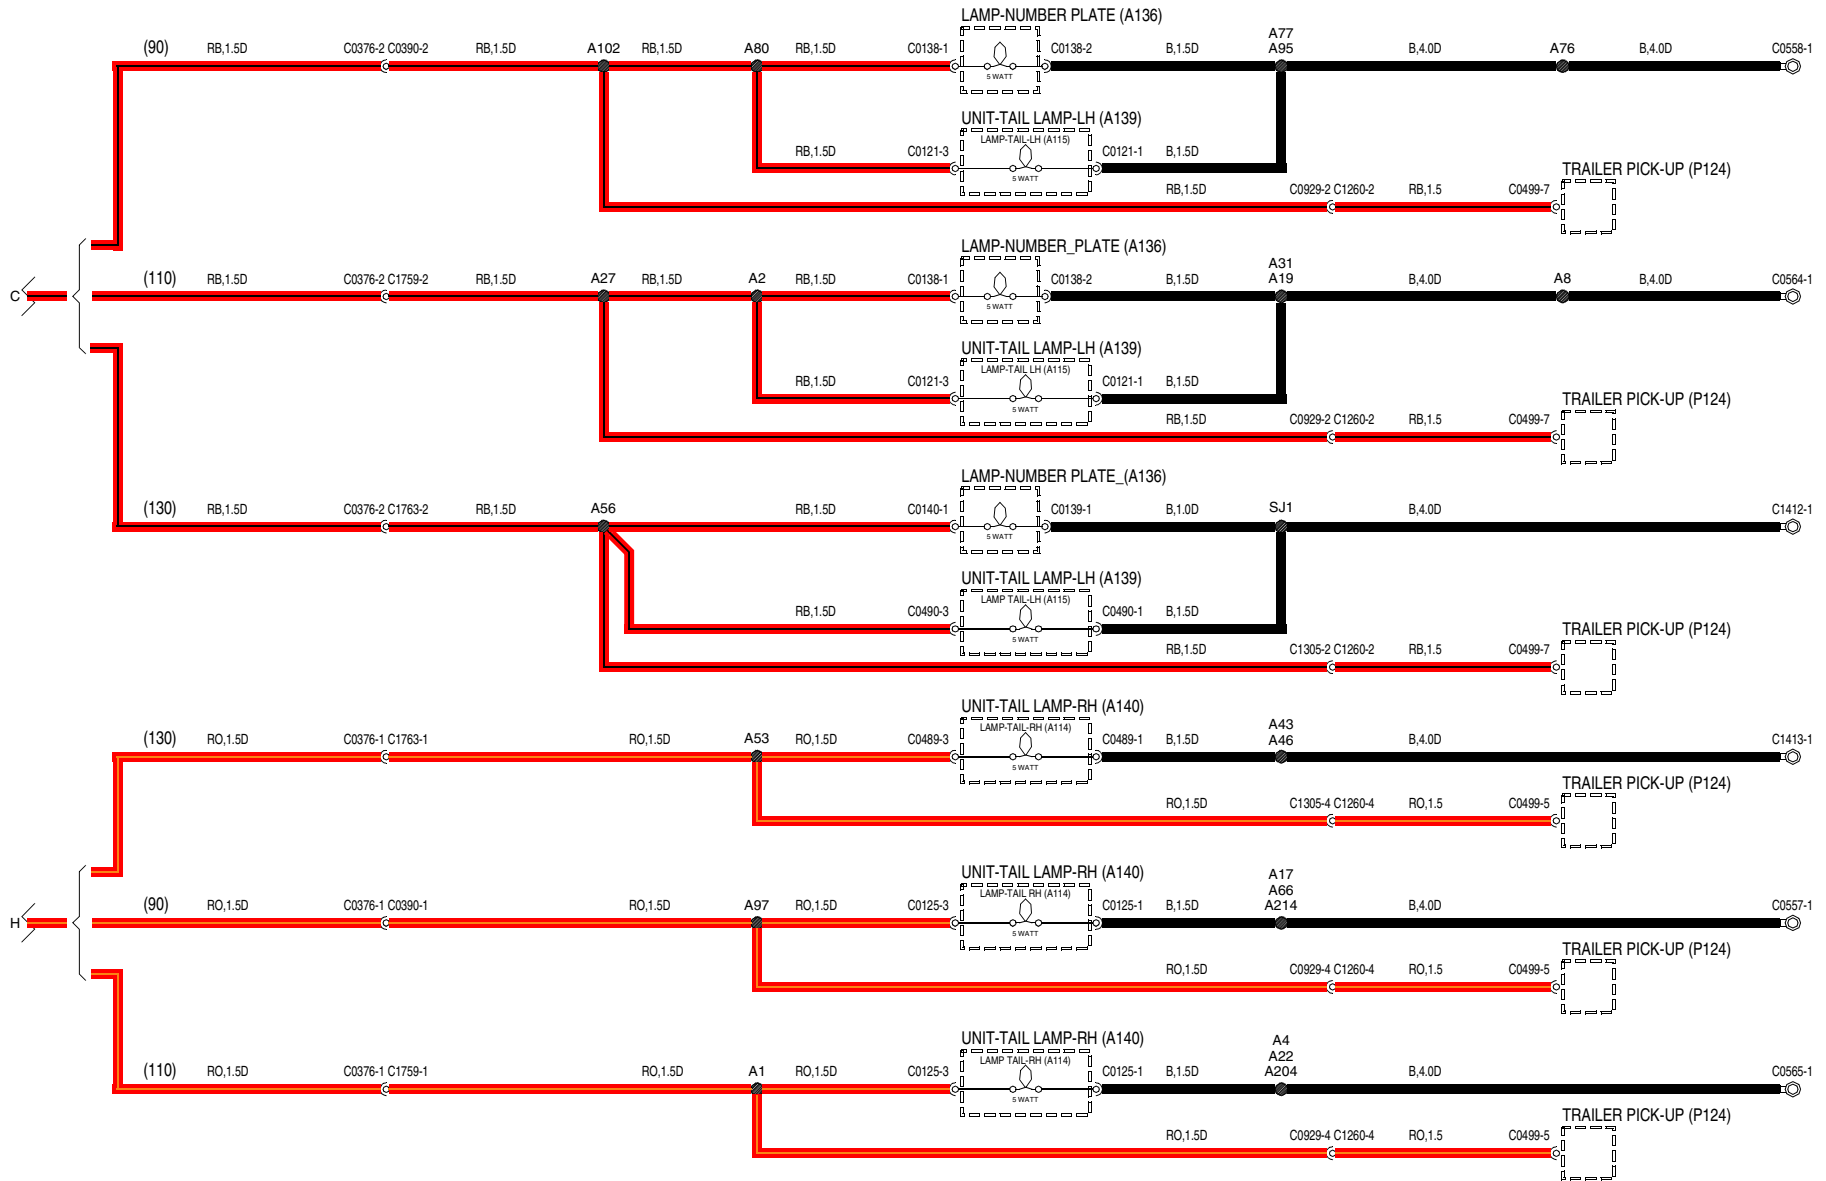 LAMP-NUMBER PLATE (A136)
(90) RB,1.5D C0376-2 C0390-2 RB,1.5D A102 RB,1.5D A80 RB,1.5D C0138-1 C0138-2 B,1.5D A77 A95 B,4.0D A76 B,4.0D C0558-1
5 WATT
UNIT-TAIL LAMP-LH (A139)
LAMP-TAIL-LH (A115)
RB,1.5D C0121-3 C0121-1 B,1.5D
5 WATT
TRAILER PICK-UP (P124)
RB,1.5D C0929-2 C1260-2 RB,1.5 C0499-7
LAMP-NUMBER_PLATE (A136)
C
(110) RB,1.5D C0376-2 C1759-2 RB,1.5D A27 RB,1.5D A2 RB,1.5D C0138-1 C0138-2 B,1.5D A31 A19 B,4.0D A8 B,4.0D C0564-1
5 WATT
UNIT-TAIL LAMP-LH (A139)
LAMP-TAIL LH (A115)
RB,1.5D C0121-3 C0121-1 B,1.5D
5 WATT
TRAILER PICK-UP (P124)
RB,1.5D C0929-2 C1260-2 RB,1.5 C0499-7
LAMP-NUMBER PLATE_(A136)
(130) RB,1.5D C0376-2 C1763-2 RB,1.5D A56 RB,1.5D C0140-1 C0139-1 B,1.0D SJ1 B,4.0D C1412-1
5 WATT
UNIT-TAIL LAMP-LH (A139)
LAMP TAIL-LH (A115)
RB,1.5D C0490-3 C0490-1 B,1.5D
5 WATT
TRAILER PICK-UP (P124)
RB,1.5D C1305-2 C1260-2 RB,1.5 C0499-7
UNIT-TAIL LAMP-RH (A140)
LAMP-TAIL-RH (A114)
(130) RO,1.5D C0376-1 C1763-1 RO,1.5D A53 RO,1.5D C0489-3 C0489-1 B,1.5D A43 A46 B,4.0D C1413-1
5 WATT
TRAILER PICK-UP (P124)
RO,1.5D C1305-4 C1260-4 RO,1.5 C0499-5
UNIT-TAIL LAMP-RH (A140)
LAMP-TAIL RH (A114)
H
(90) RO,1.5D C0376-1 C0390-1 RO,1.5D A97 RO,1.5D C0125-3 C0125-1 B,1.5D A17 A66 A214 B,4.0D C0557-1
5 WATT
TRAILER PICK-UP (P124)
RO,1.5D C0929-4 C1260-4 RO,1.5 C0499-5
UNIT-TAIL LAMP-RH (A140)
LAMP TAIL-RH (A114)
(110) RO,1.5D C0376-1 C1759-1 RO,1.5D A1 RO,1.5D C0125-3 C0125-1 B,1.5D A4 A22 A204 B,4.0D C0565-1
5 WATT
TRAILER PICK-UP (P124)
RO,1.5D C0929-4 C1260-4 RO,1.5 C0499-5